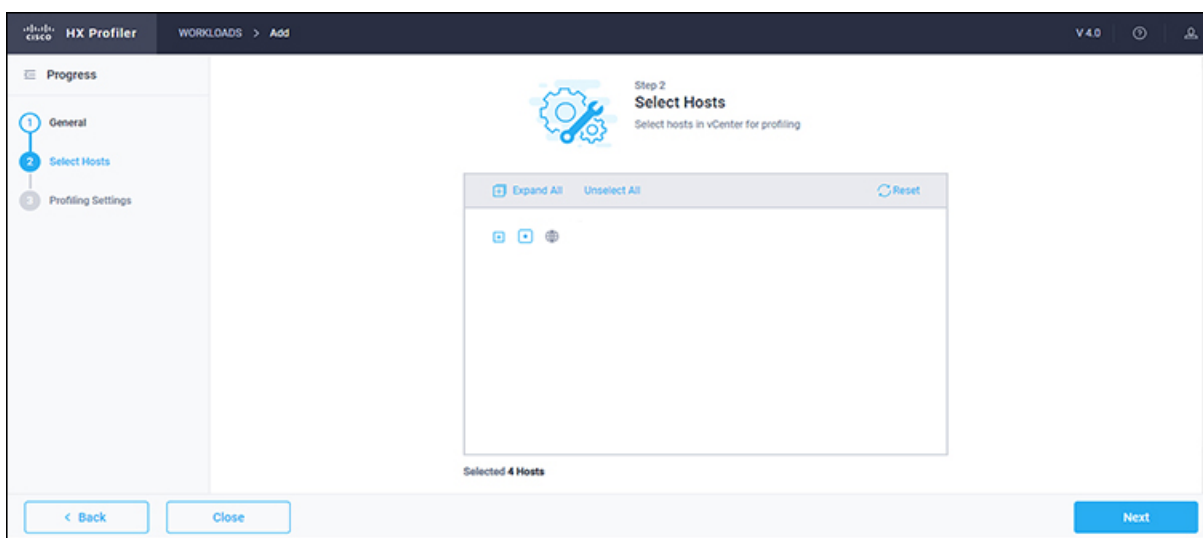 CISCO HX Profiler WORKLOADS > Add V 4.0
Progress
1 General
2 Select Hosts
3 Profiling Settings
Step 2
Select Hosts
Select hosts in vCenter for profiling
Expand All Unselect All Reset
Selected 4 Hosts
< Back Close Next